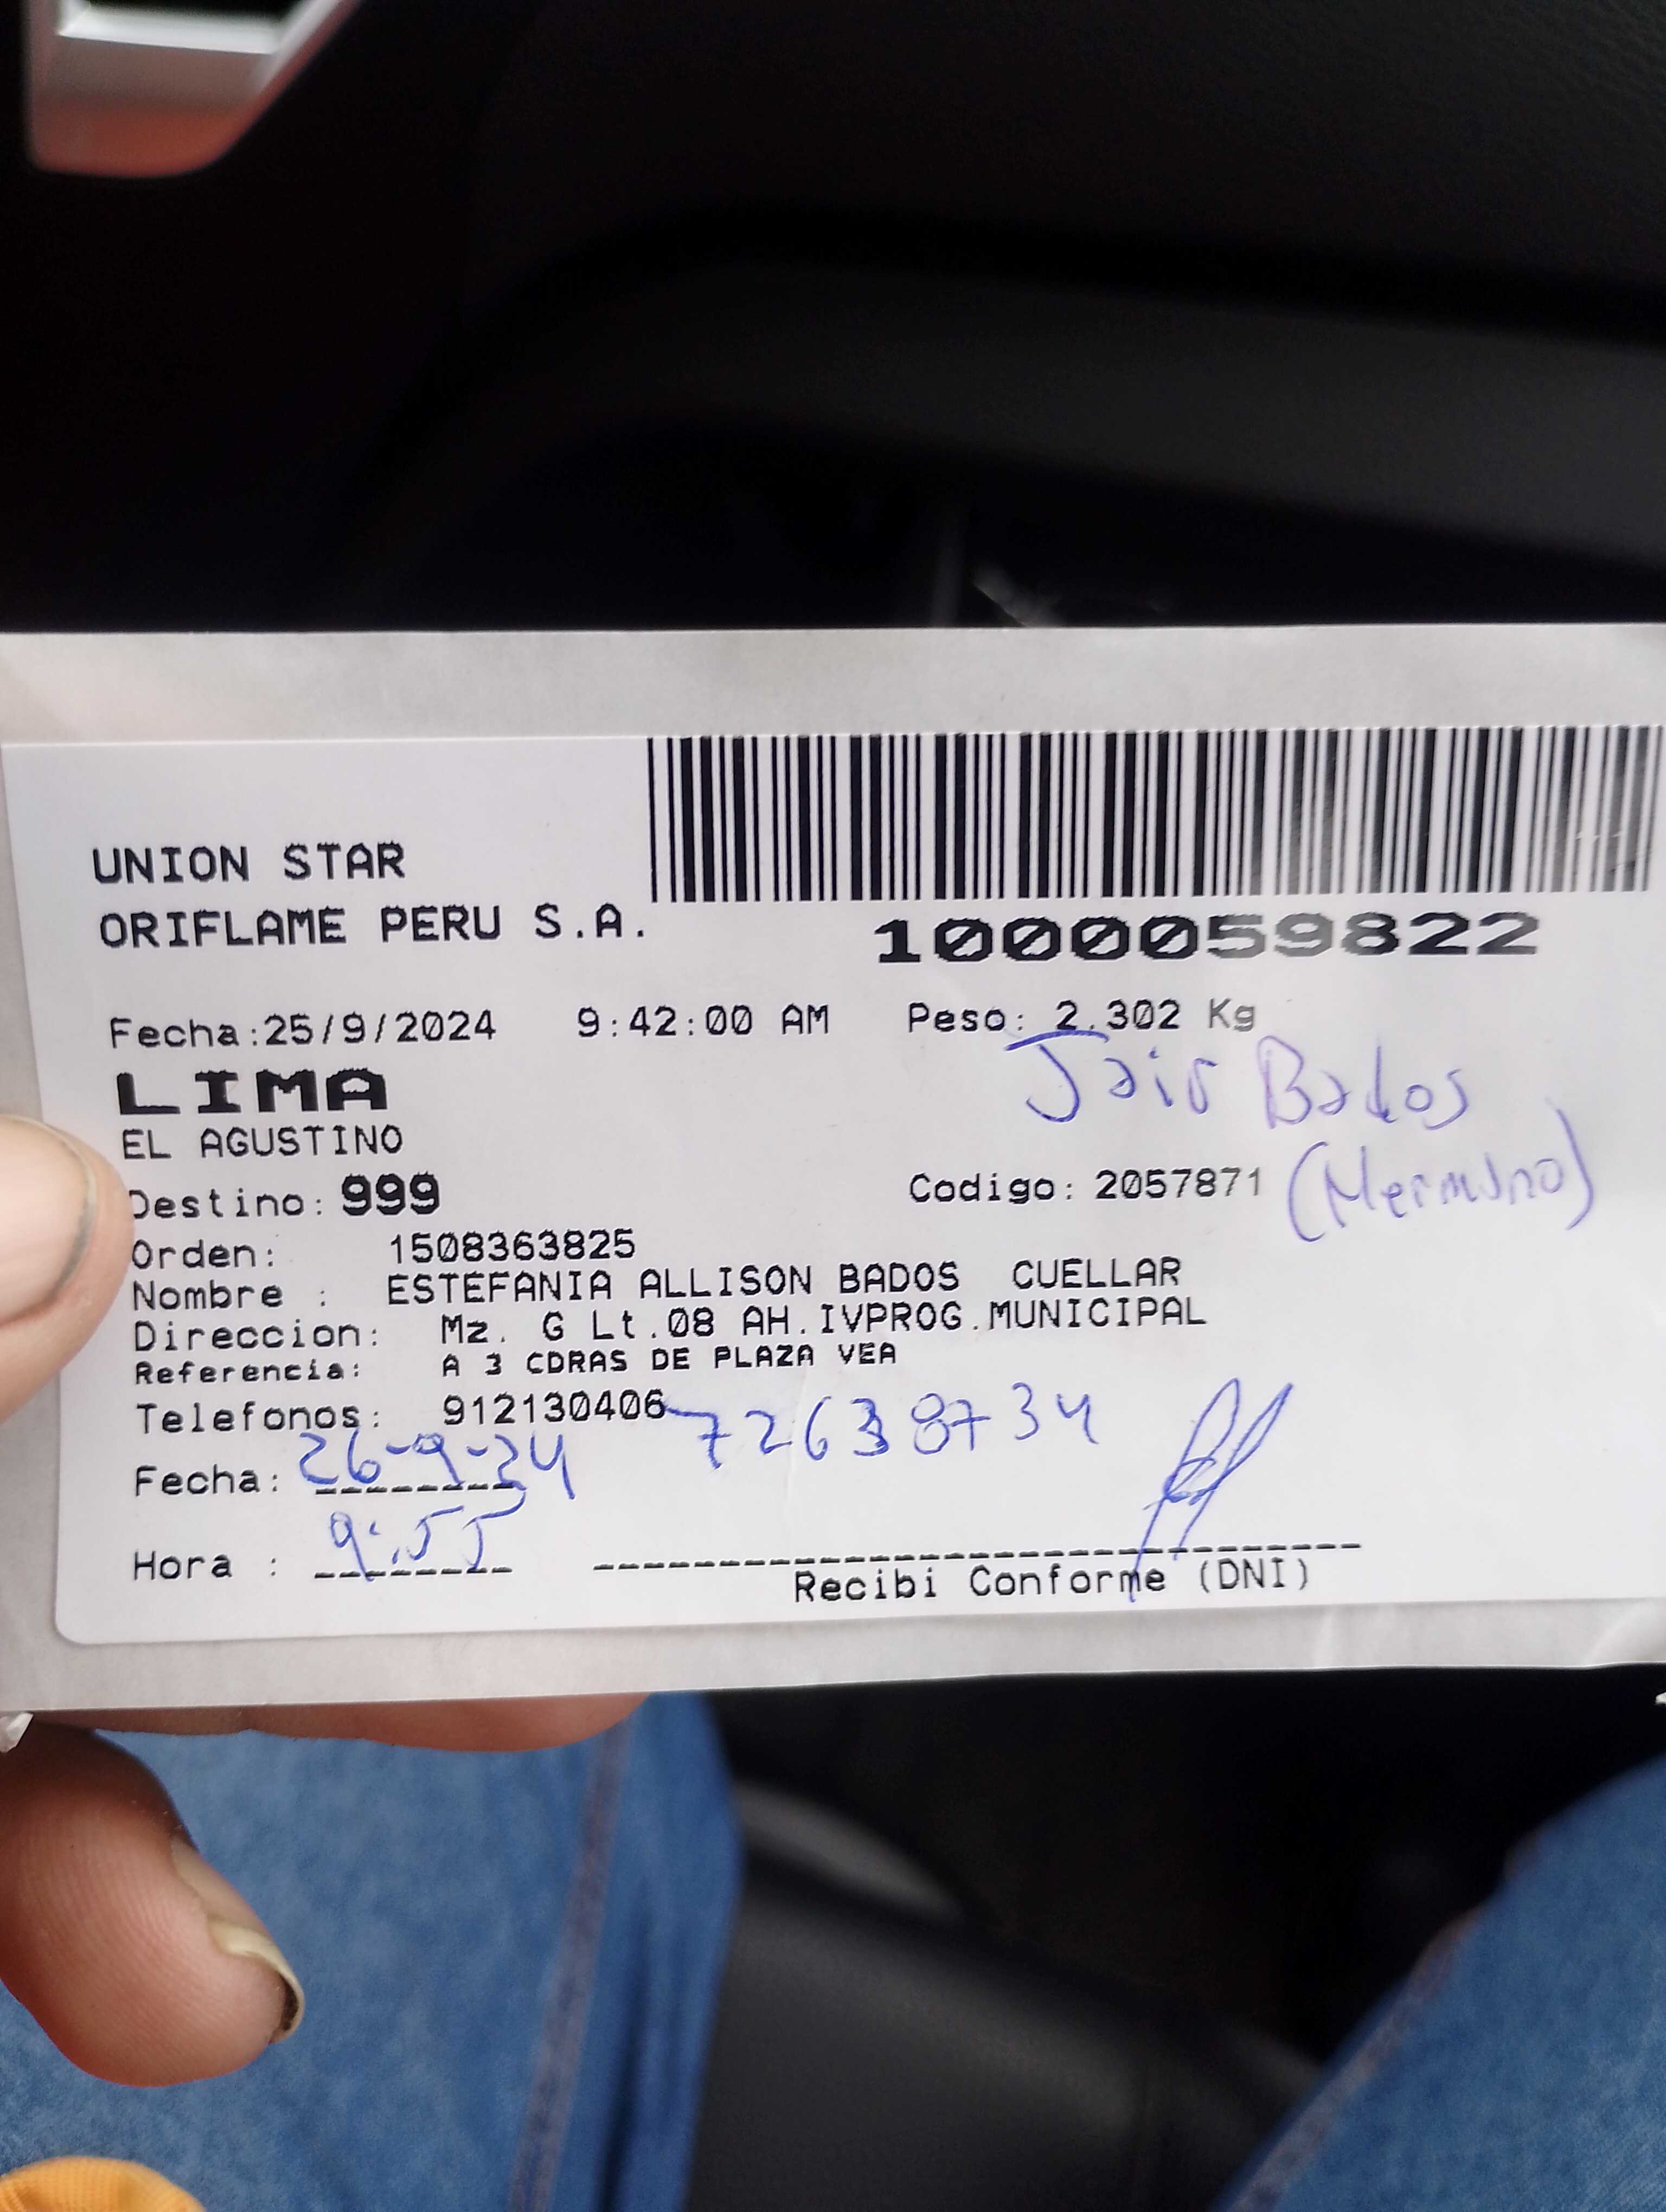 UNION STAR
ORIFLAME PERU S.A.
1000059822
Fecha:25/9/2024 9:42:00 AM Peso: 2.302 Kg
LIMA
Jair Bados
EL AGUSTINO
Destino: 999 Codigo: 2057871 (Hermano)
Orden: 1508363825
Nombre : ESTEFANIA ALLISON BADOS CUELLAR
Direccion: Mz. G Lt.08 AH.IVPROG.MUNICIPAL
Referencia: A 3 CDRAS DE PLAZA VEA
Telefonos: 912130406 72638734
Fecha: 26-9-24
Hora : 9:55
Recibi Conforme (DNI)